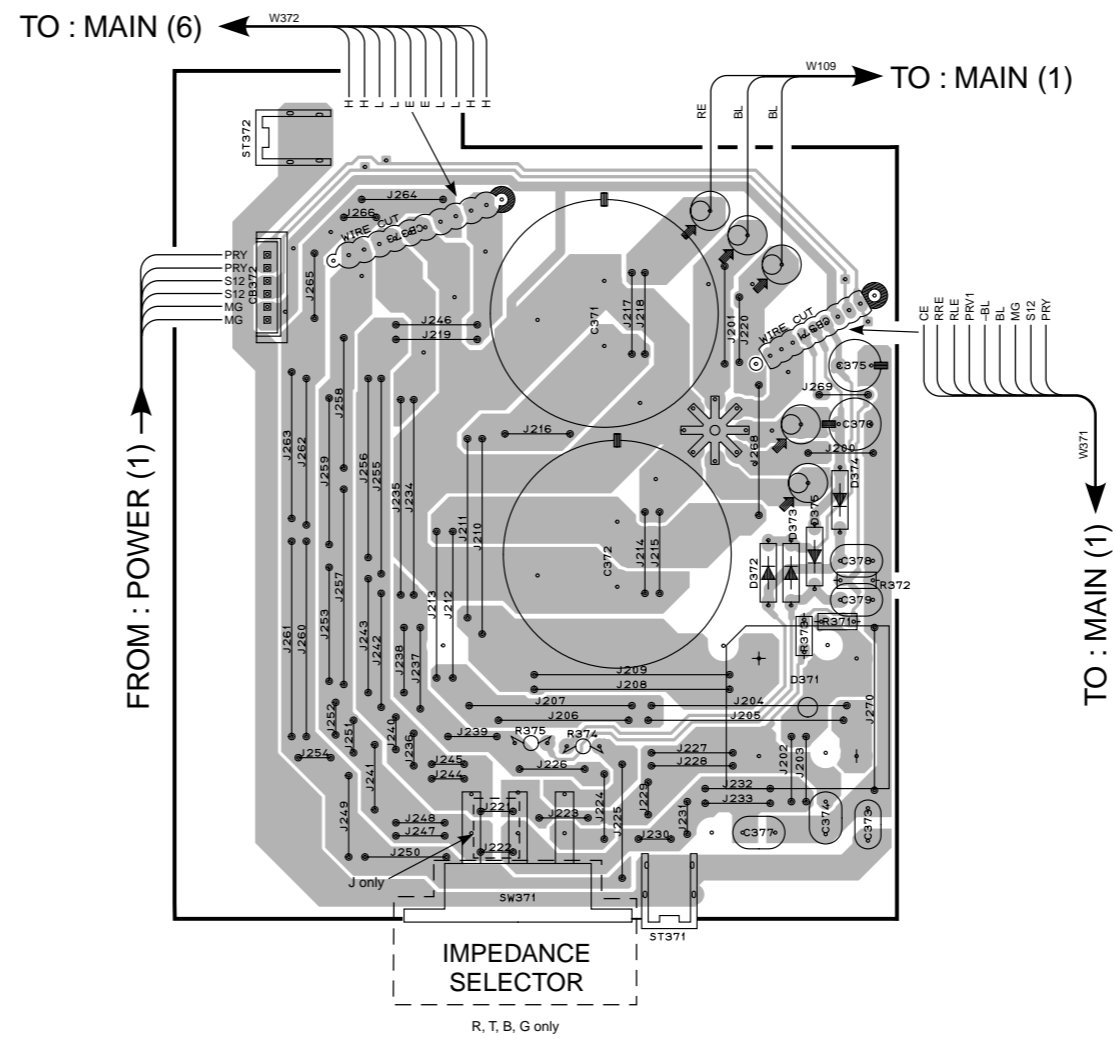 TO : MAIN (6)
W372
W109
TO : MAIN (1)
H
H
L
L
E
E
L
L
H
H
RE
BL
BL
ST372
J264
J266
WIRE CUT
CB373
PRY
PRY
S12
S12
MG
MG
CB372
J265
C371
J217
J218
J201
J220
WIRE CUT
CE
RRE
RLE
PRV1
–BL
BL
MG
S12
PRY
J246
J219
C375
J269
J258
J263
J262
J259
J256
J255
J235
J234
J216
J268
C376
J200
D374
W371
FROM : POWER (1)
J211
J210
C372
J214
J215
D373
D375
D372
C378
R372
C379
TO : MAIN (1)
J257
J253
J261
J260
J243
J242
J238
J237
J213
J212
R373
R371
J209
J208
D371
J207
J206
J204
J205
J270
J252
J251
J240
J236
J239
R375
R374
J254
J241
J245
J244
J226
J227
J228
J202
J203
J249
J221
J223
J224
J225
J229
J232
J233
J231
J248
J247
J250
J222
J230
C377
C374
C373
J only
SW371
ST371
IMPEDANCE
SELECTOR
R, T, B, G only